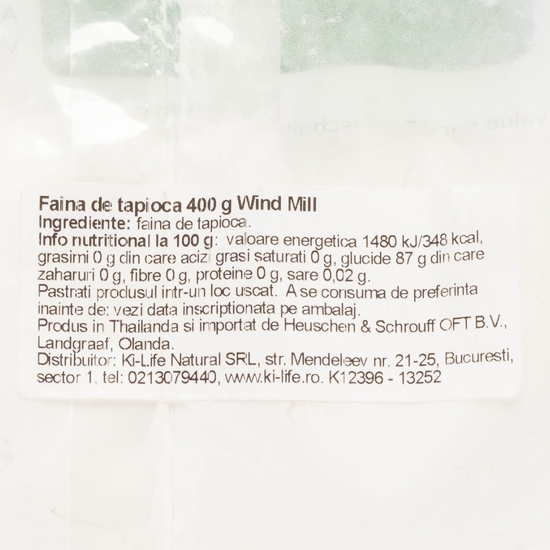 Faina de tapioca 400 g Wind Mill
Ingrediente: faina de tapioca.
Info nutritional la 100 g: valoare energetica 1480 kJ/348 kcal,
grasimi 0 g din care acizi grasi saturati 0 g, glucide 87 g din care
zaharuri 0 g, fibre 0 g, proteine 0 g, sare 0,02 g.
Pastrati produsul intr-un loc uscat. A se consuma de preferinta
inainte de: vezi data inscriptionata pe ambalaj.
Produs in Thailanda si importat de Heuschen & Schrouff OFT B.V.,
Landgraaf, Olanda.
Distribuitor: Ki-Life Natural SRL, str. Mendeleev nr. 21-25, Bucuresti,
sector 1, tel: 0213079440, www.ki-life.ro. K12396 - 13252